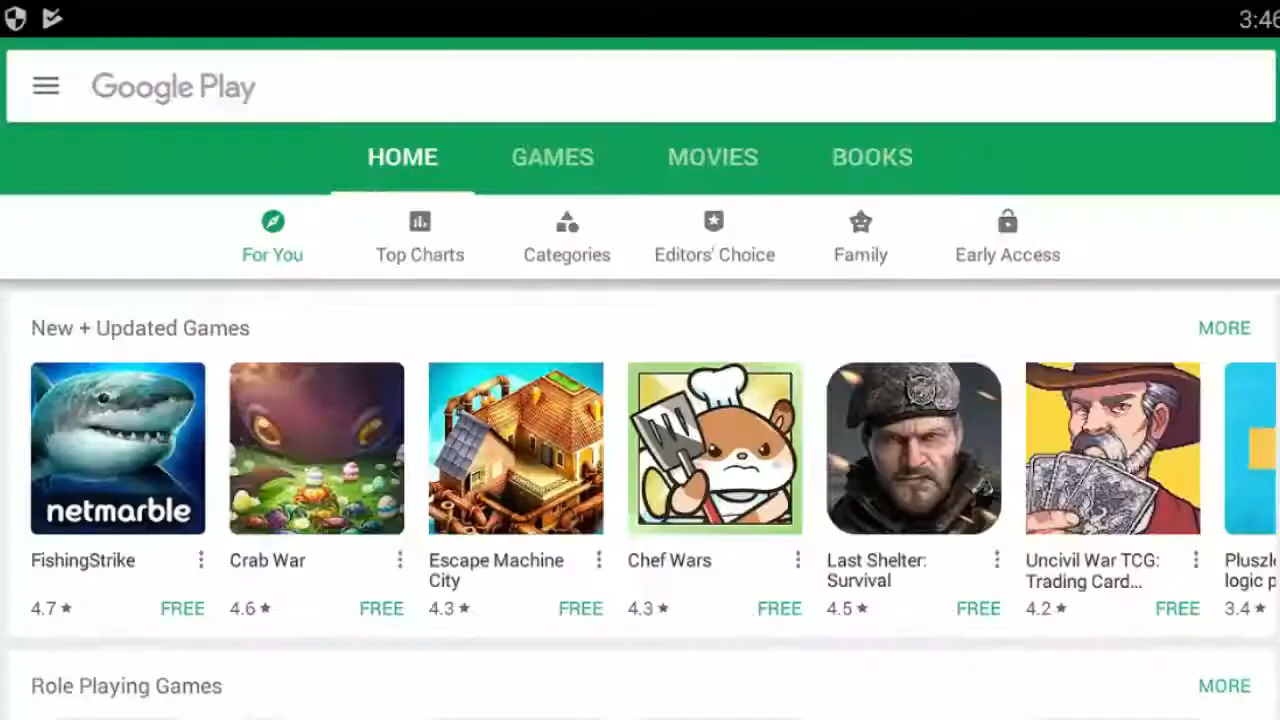 3:46
Google Play
HOME GAMES MOVIES BOOKS
For You Top Charts Categories Editors' Choice Family Early Access
New + Updated Games MORE
netmarble
FishingStrike Crab War Escape Machine Chef Wars Last Shelter: Uncivil War TCG:
City Survival Trading Card... logic p
4.7 ★ FREE 4.6 ★ FREE 4.3 ★ FREE 4.3 ★ FREE 4.5 ★ FREE 4.2 ★ FREE 3.4 ★
Role Playing Games MORE